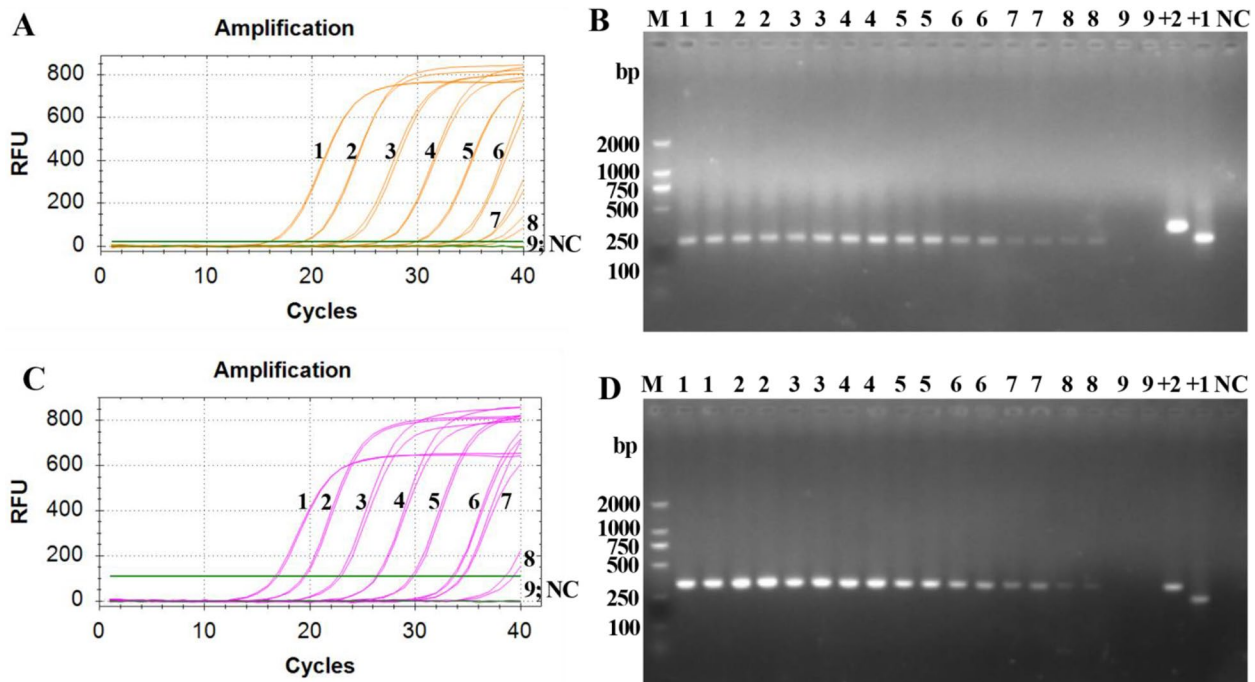 A
Amplification
RFU
800
600
400
200
0
1 2 3 4 5 6
7
8
9; NC
0 10 20 30 40
Cycles
B
M 1 1 2 2 3 3 4 4 5 5 6 6 7 7 8 8 9 9 +2 +1 NC
bp
2000
1000
750
500
250
100
C
Amplification
RFU
800
600
400
200
0
1 2 3 4 5 6 7
8
9; NC
0 10 20 30 40
Cycles
D
M 1 1 2 2 3 3 4 4 5 5 6 6 7 7 8 8 9 9 +2 +1 NC
bp
2000
1000
750
500
250
100